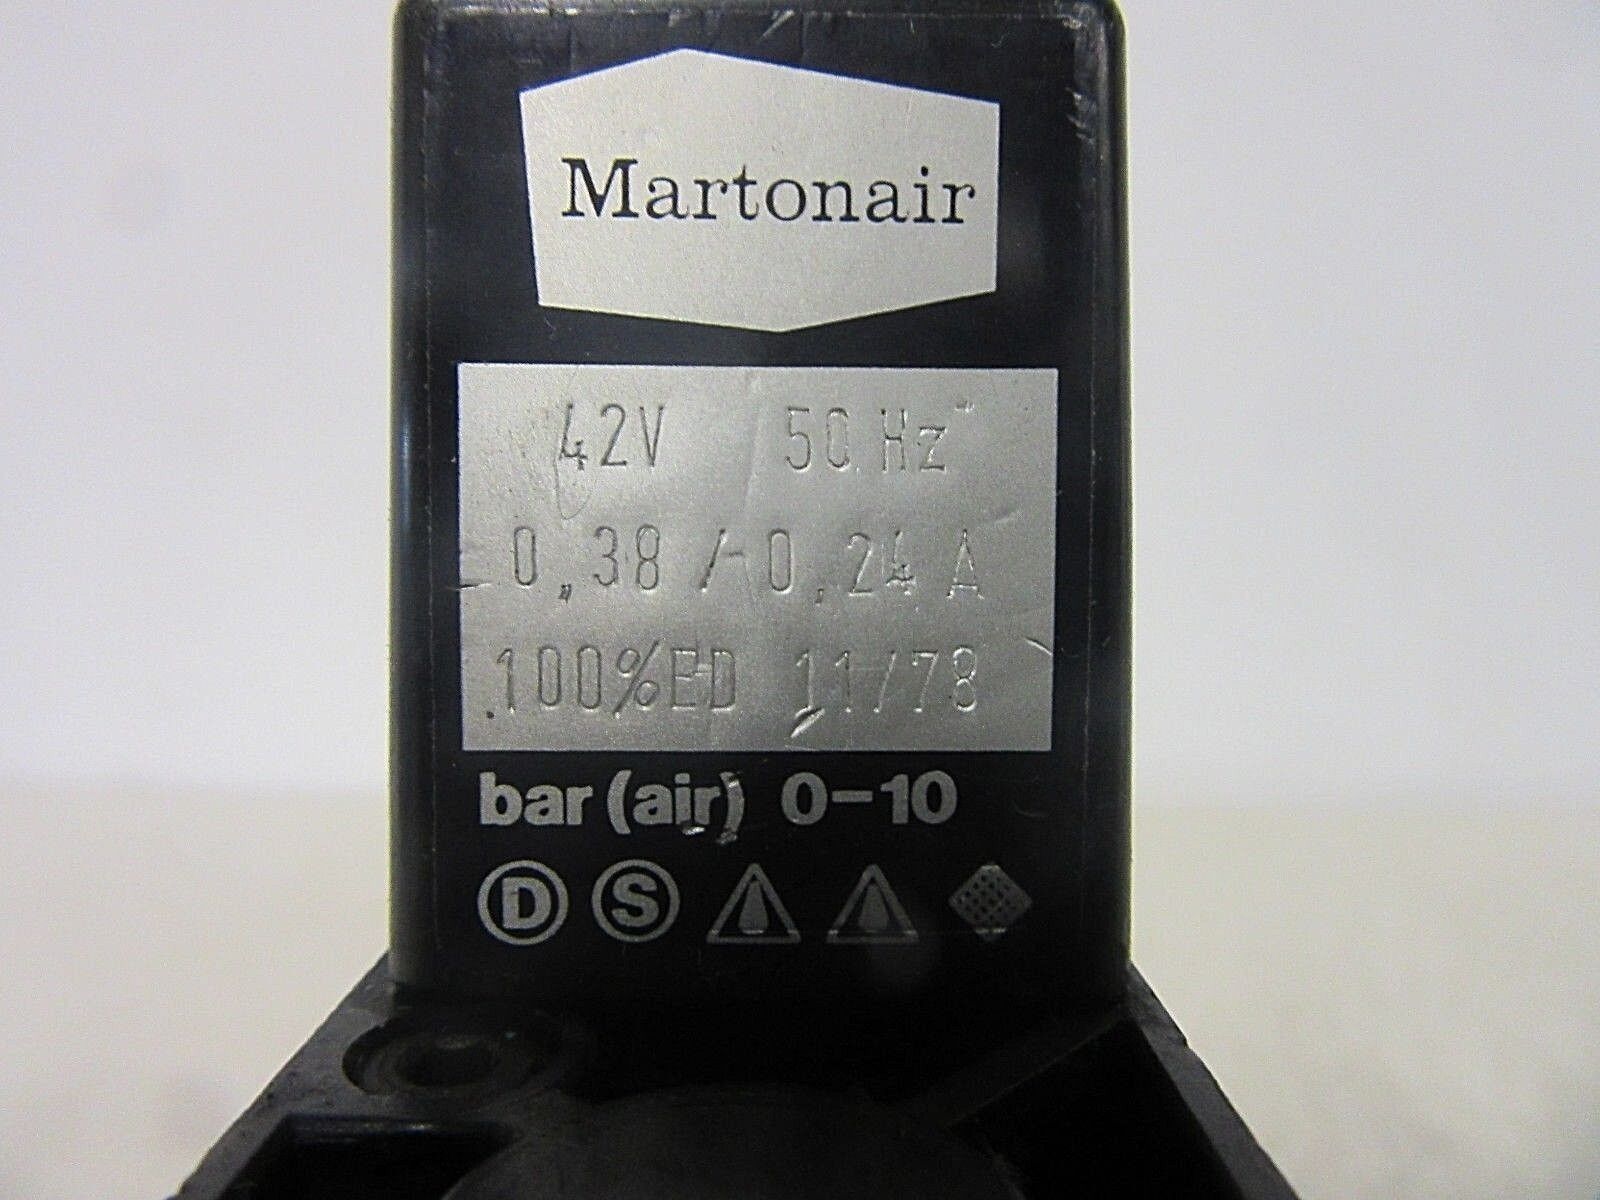 Martonair
42V 50 Hz
0,38 / 0,24 A
100%ED 11/78
bar (air) 0-10
D S